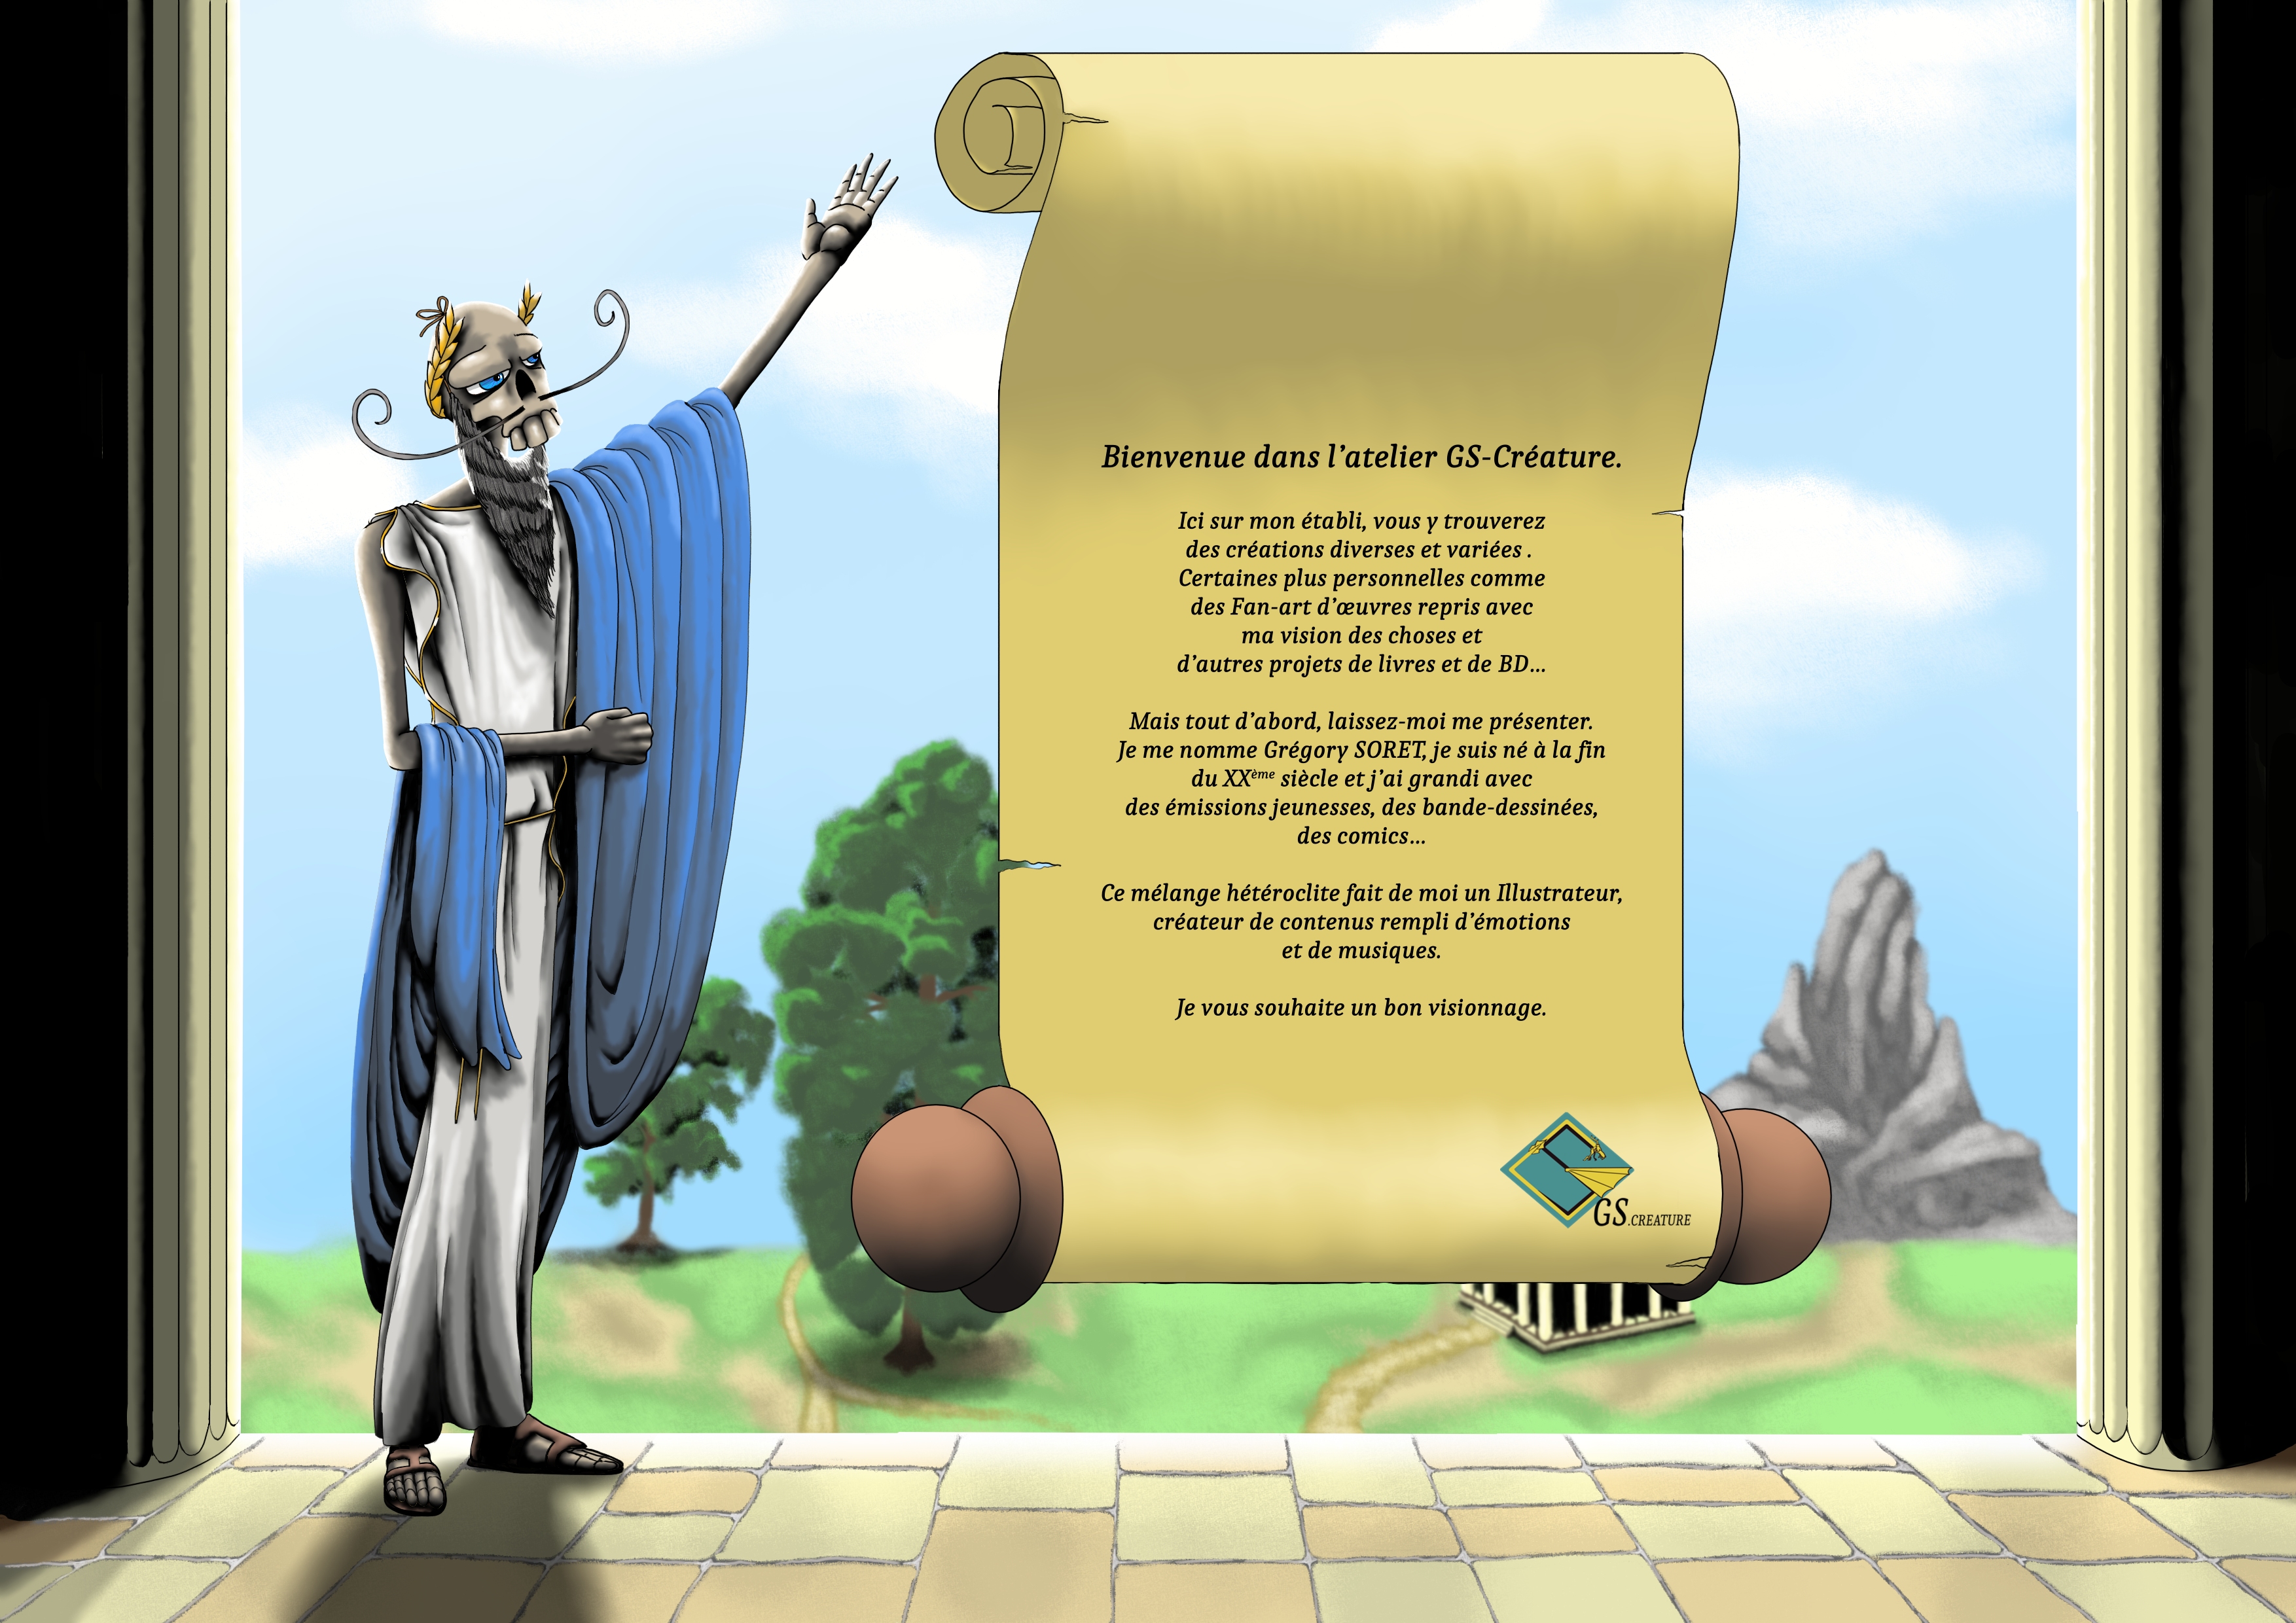 Bienvenue dans l’atelier GS-Créature.
Ici sur mon établi, vous y trouverez
des créations diverses et variées .
Certaines plus personnelles comme
des Fan-art d’œuvres repris avec
ma vision des choses et
d’autres projets de livres et de BD...
Mais tout d’abord, laissez-moi me présenter.
Je me nomme Grégory SORET, je suis né à la fin
du XXème siècle et j’ai grandi avec
des émissions jeunesses, des bande-dessinées,
des comics...
Ce mélange hétéroclite fait de moi un Illustrateur,
créateur de contenus rempli d’émotions
et de musiques.
Je vous souhaite un bon visionnage.
GS.CREATURE